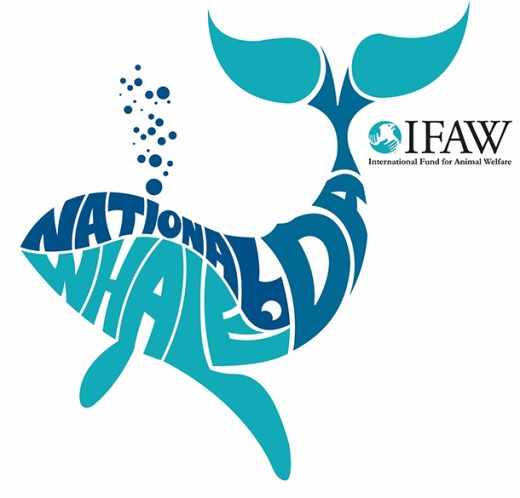 NATIONAL
WHALE
DAY
IFAW
International Fund for Animal Welfare